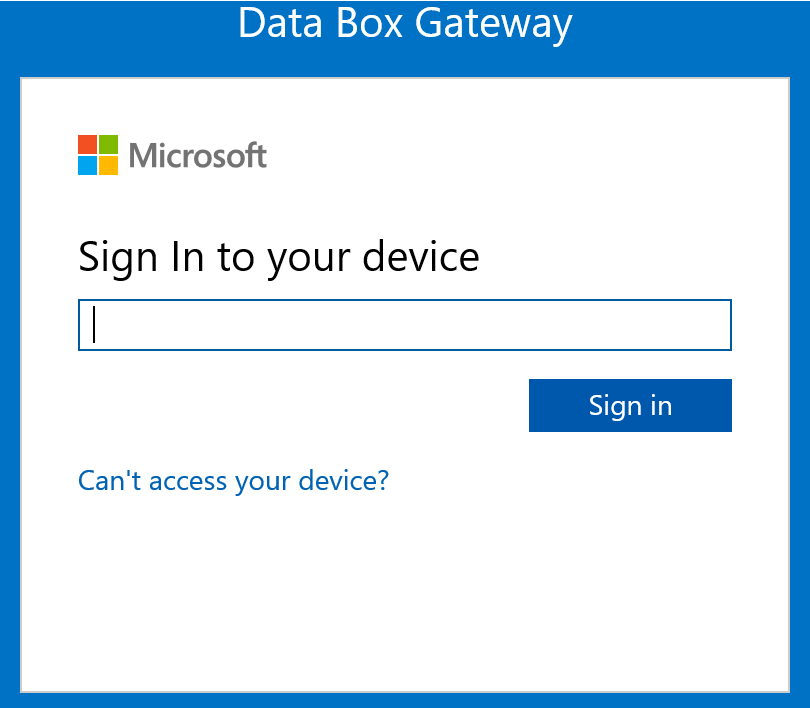 Data Box Gateway
Microsoft
Sign In to your device
Sign in
Can't access your device?